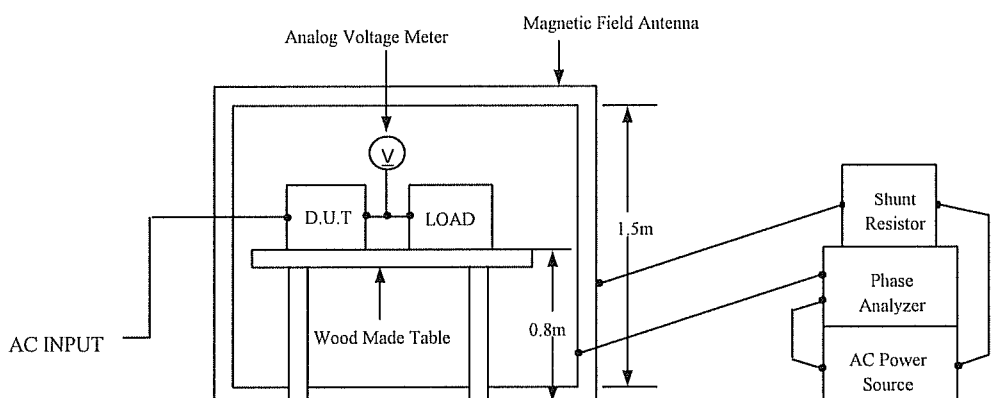 Magnetic Field Antenna
Analog Voltage Meter
V
D.U.T
LOAD
Shunt
Resistor
1.5m
Phase
Analyzer
0.8m
Wood Made Table
AC INPUT
AC Power
Source